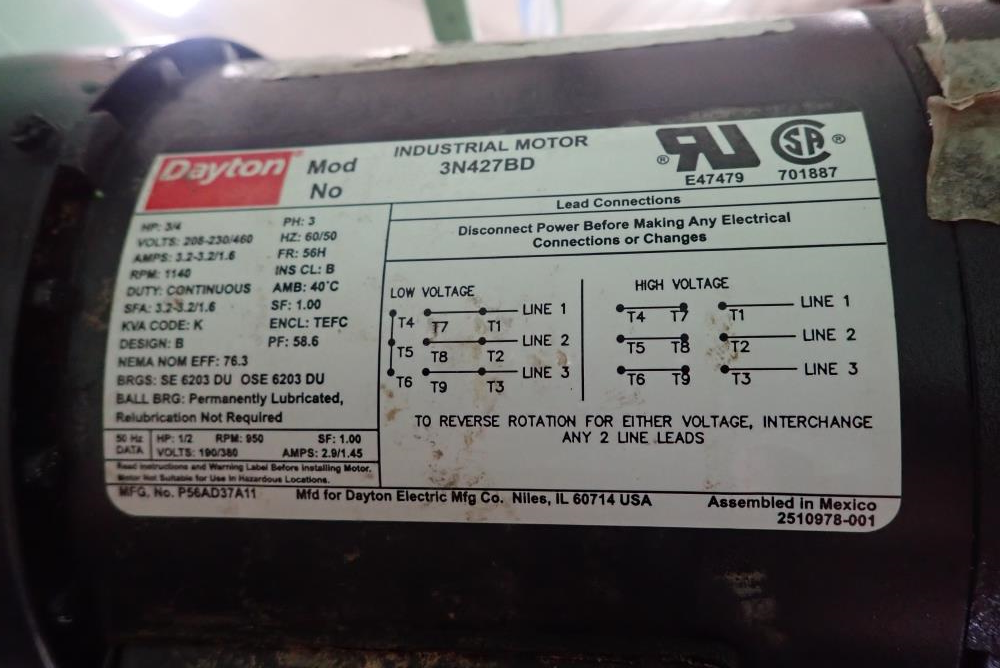 Dayton®
Mod
No
INDUSTRIAL MOTOR
3N427BD
® RU
E47479
SA ®
701887
HP: 3/4
VOLTS: 208-230/460
AMPS: 3.2-3.2/1.6
RPM: 1140
DUTY: CONTINUOUS
SFA: 3.2-3.2/1.6
KVA CODE: K
DESIGN: B
NEMA NOM EFF: 76.3
BRGS: SE 6203 DU OSE 6203 DU
BALL BRG: Permanently Lubricated,
Relubrication Not Required
PH: 3
HZ: 60/50
FR: 56H
INS CL: B
AMB: 40°C
SF: 1.00
ENCL: TEFC
PF: 58.6
50 Hz
DATA
HP: 1/2 RPM: 950 SF: 1.00
VOLTS: 190/380 AMPS: 2.9/1.45
Read Instructions and Warning Label Before Installing Motor.
Motor Not Suitable for Use in Hazardous Locations.
Lead Connections
Disconnect Power Before Making Any Electrical
Connections or Changes
LOW VOLTAGE
LINE 1
T4 T7 T1
LINE 2
T5 T8 T2
LINE 3
T6 T9 T3
HIGH VOLTAGE
LINE 1
T4 T7 T1
LINE 2
T5 T8 T2
LINE 3
T6 T9 T3
TO REVERSE ROTATION FOR EITHER VOLTAGE, INTERCHANGE
ANY 2 LINE LEADS
MFG. No. P56AD37A11 Mfd for Dayton Electric Mfg Co. Niles, IL 60714 USA Assembled in Mexico
2510978-001